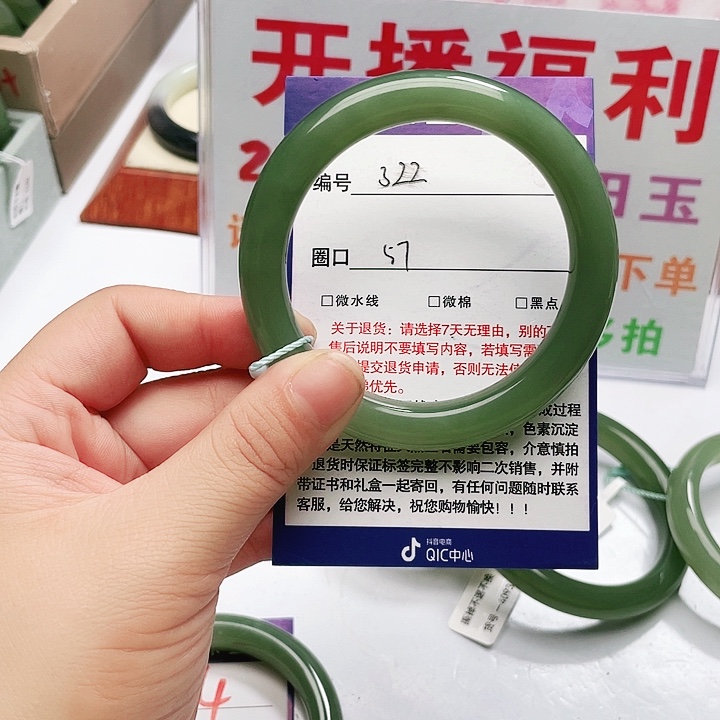 开播福利
2
田玉
下单
多拍
编号 322
圈口 57
□微水线 □微棉 □黑点
关于退货：请选择7天无理由，别的
售后说明不要填写内容，若填写需
提交退货申请，否则无法使
优先。
成过程
色素沉淀
需要包容，介意慎拍
退货时保证标签完整不影响二次销售，并附
带证书和礼盒一起寄回，有任何问题随时联系
客服，给您解决，祝您购物愉快！！！
抖音电商
QIC中心
4